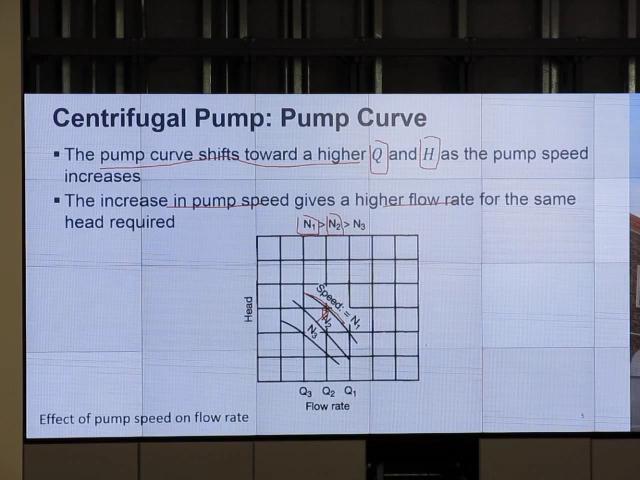 Centrifugal Pump: Pump Curve
▪ The pump curve shifts toward a higher Q and H as the pump speed
increases
▪ The increase in pump speed gives a higher flow rate for the same
head required
N₁ > N₂ > N₃
Head
Speed: = N₁
N₂
N₃
Q₃ Q₂ Q₁
Flow rate
Effect of pump speed on flow rate